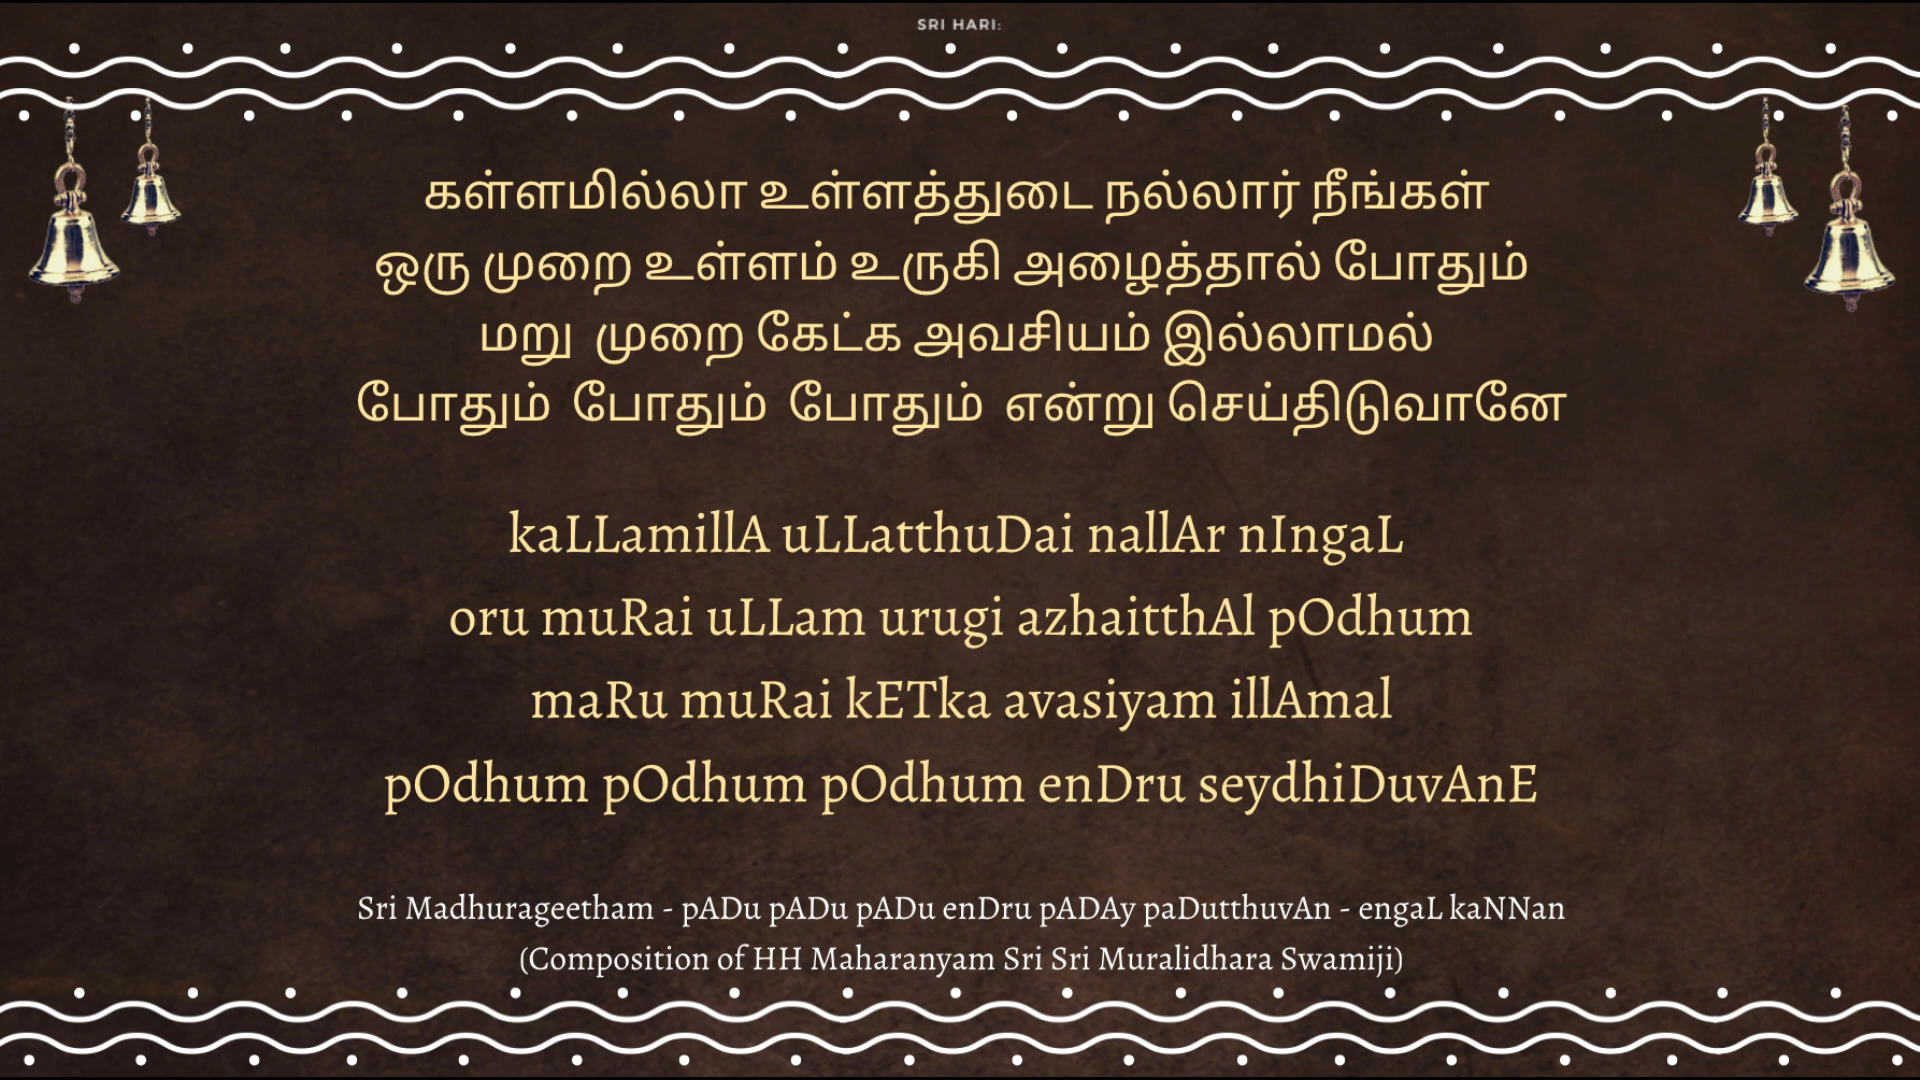 SRI HARI:
கள்ளமில்லா உள்ளத்துடை நல்லார் நீங்கள்
ஒரு முறை உள்ளம் உருகி அழைத்தால் போதும்
மறு முறை கேட்க அவசியம் இல்லாமல்
போதும் போதும் போதும் என்று செய்திடுவானே
kaLLamillA uLLatthuDai nallAr nIngaL
oru muRai uLLam urugi azhaitthAl pOdhum
maRu muRai kETka avasiyam illAmal
pOdhum pOdhum pOdhum enDru seydhiDuvAnE
Sri Madhurageetham - pADu pADu pADu enDru pADAy paDutthuvAn - engaL kaNNan
(Composition of HH Maharanyam Sri Sri Muralidhara Swamiji)